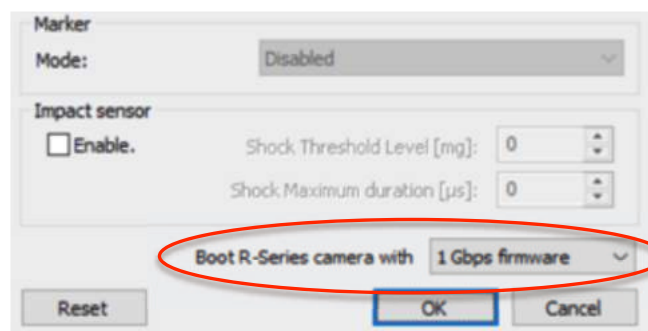 Marker
Mode: Disabled
Impact sensor
Enable. Shock Threshold Level [mg]: 0
Shock Maximum duration [µs]: 0
Boot R-Series camera with 1 Gbps firmware
Reset OK Cancel